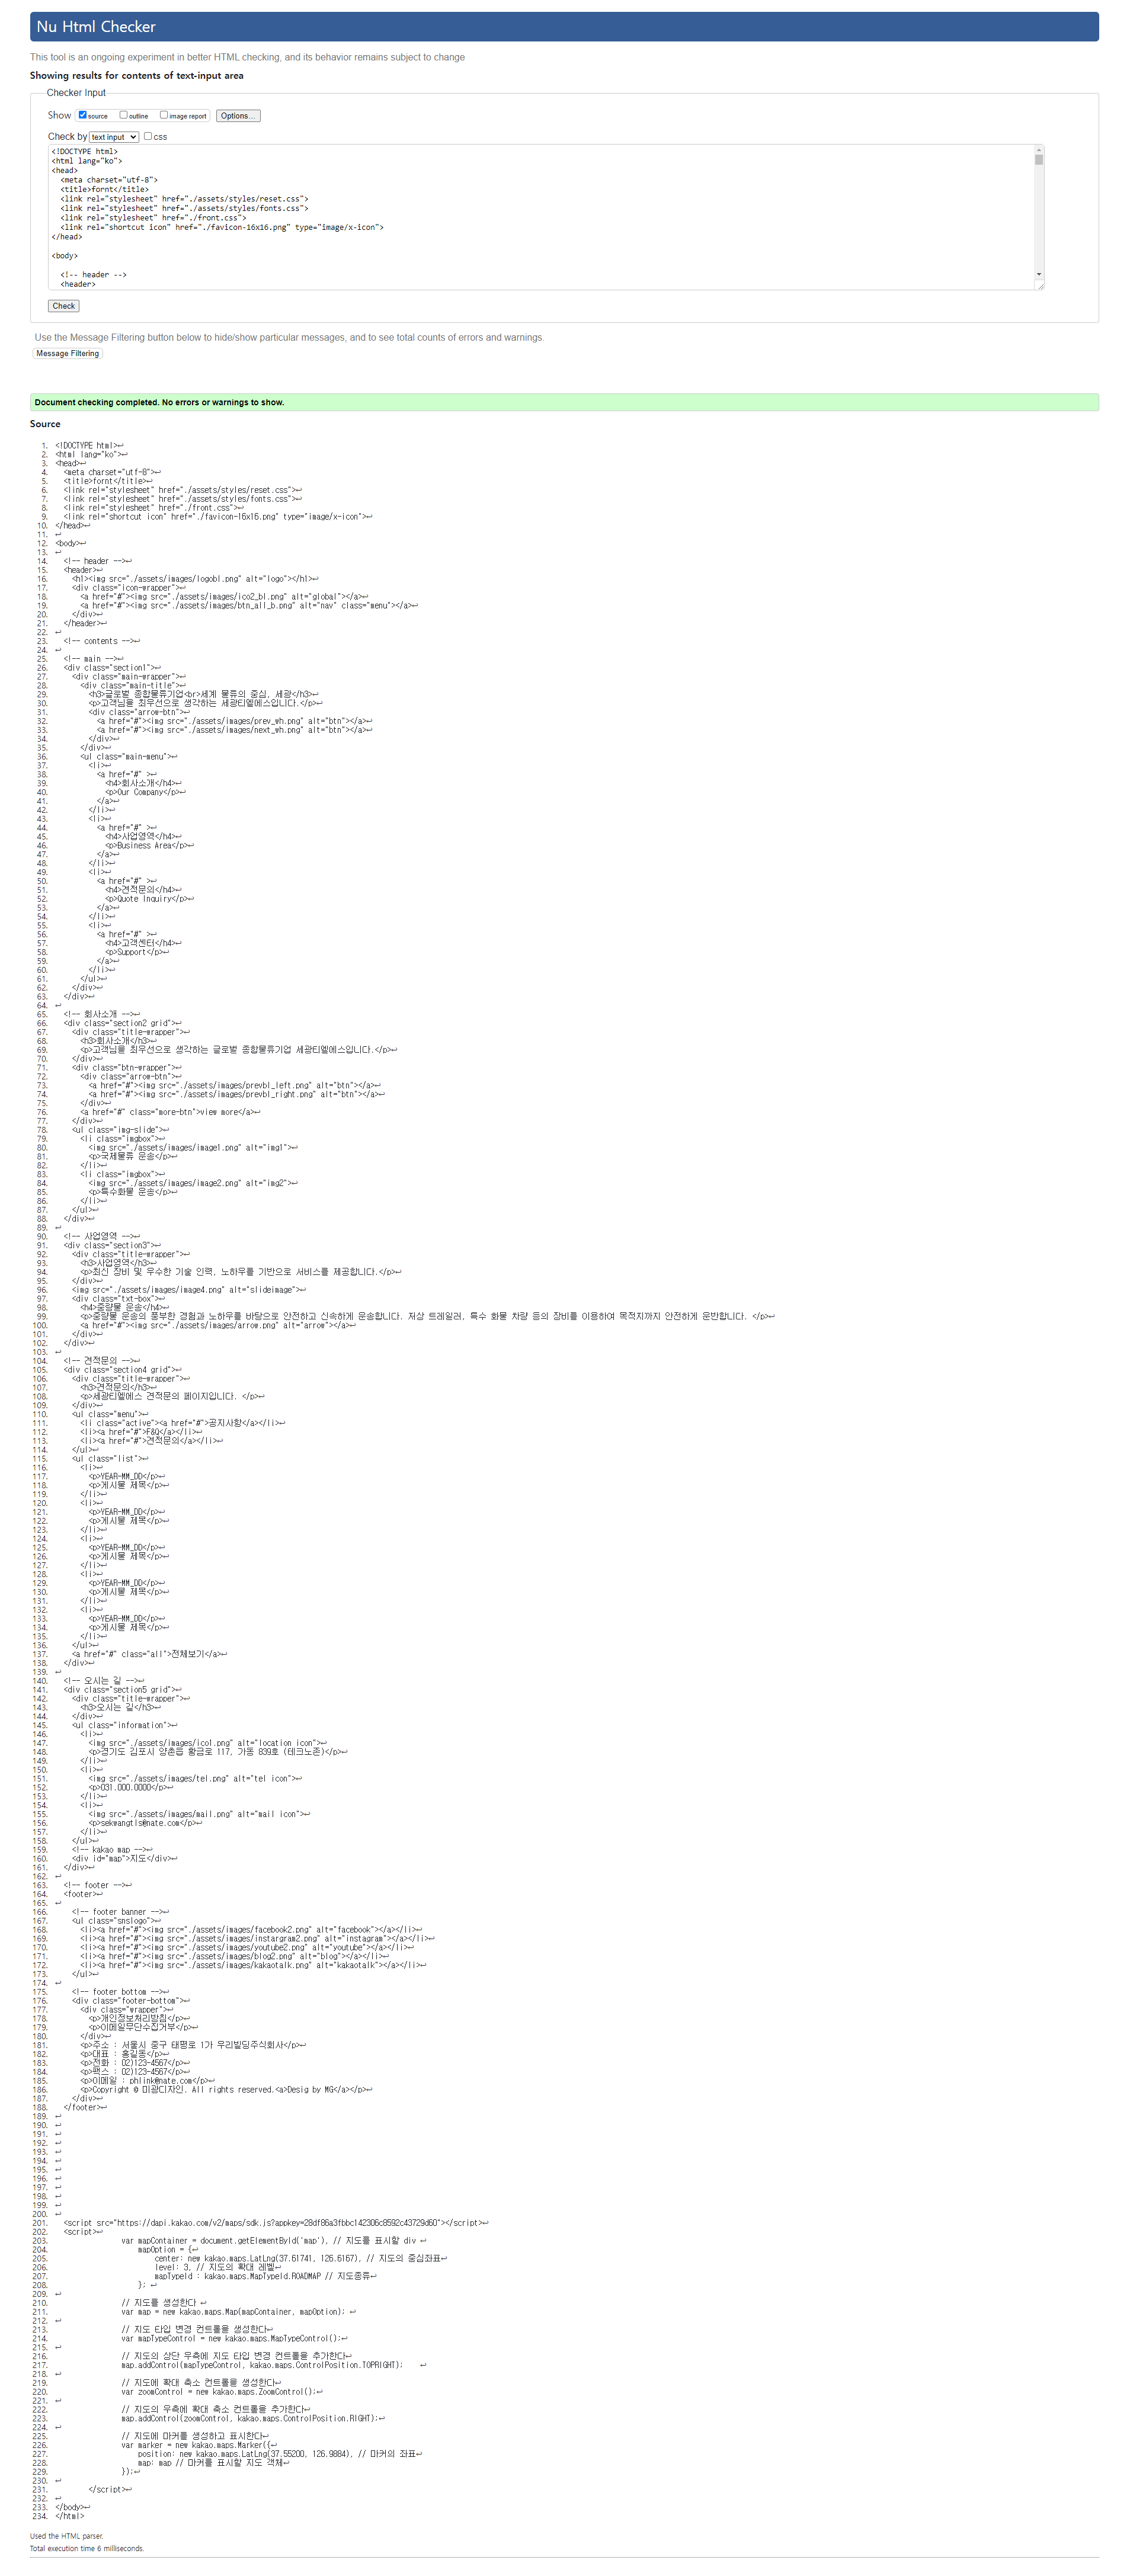 Nu Html Checker
This tool is an ongoing experiment in better HTML checking, and its behavior remains subject to change
Showing results for contents of text-input area
Checker Input
Show source outline image report Options...
Check by text input css
<!DOCTYPE html>
<html lang="ko">
<head>
  <meta charset="utf-8">
  <title>fornt</title>
  <link rel="stylesheet" href="./assets/styles/reset.css">
  <link rel="stylesheet" href="./assets/styles/fonts.css">
  <link rel="stylesheet" href="./front.css">
  <link rel="shortcut icon" href="./favicon-16x16.png" type="image/x-icon">
</head>
<body>
  <!-- header -->
  <header>
Check
Use the Message Filtering button below to hide/show particular messages, and to see total counts of errors and warnings.
Message Filtering
Document checking completed. No errors or warnings to show.
Source
1. <!DOCTYPE html>↩
2. <html lang="ko">↩
3. <head>↩
4.   <meta charset="utf-8">↩
5.   <title>fornt</title>↩
6.   <link rel="stylesheet" href="./assets/styles/reset.css">↩
7.   <link rel="stylesheet" href="./assets/styles/fonts.css">↩
8.   <link rel="stylesheet" href="./front.css">↩
9.   <link rel="shortcut icon" href="./favicon-16x16.png" type="image/x-icon">↩
10. </head>↩
11. ↩
12. <body>↩
13. ↩
14.   <!-- header -->↩
15.   <header>↩
16.     <h1><img src="./assets/images/logobl.png" alt="logo"></h1>↩
17.     <div class="icon-wrapper">↩
18.       <a href="#"><img src="./assets/images/ico2_bl.png" alt="global"></a>↩
19.       <a href="#"><img src="./assets/images/btn_all_b.png" alt="nav" class="menu"></a>↩
20.     </div>↩
21.   </header>↩
22. ↩
23.   <!-- contents -->↩
24. ↩
25.   <!-- main -->↩
26.   <div class="section1">↩
27.     <div class="main-wrapper">↩
28.       <div class="main-title">↩
29.         <h3>글로벌 종합물류기업<br>세계 물류의 중심, 세광</h3>↩
30.         <p>고객님을 최우선으로 생각하는 세광티엘에스입니다.</p>↩
31.         <div class="arrow-btn">↩
32.           <a href="#"><img src="./assets/images/prev_wh.png" alt="btn"></a>↩
33.           <a href="#"><img src="./assets/images/next_wh.png" alt="btn"></a>↩
34.         </div>↩
35.       </div>↩
36.       <ul class="main-menu">↩
37.         <li>↩
38.           <a href="#" >↩
39.             <h4>회사소개</h4>↩
40.             <p>Our Company</p>↩
41.           </a>↩
42.         </li>↩
43.         <li>↩
44.           <a href="#" >↩
45.             <h4>사업영역</h4>↩
46.             <p>Business Area</p>↩
47.           </a>↩
48.         </li>↩
49.         <li>↩
50.           <a href="#" >↩
51.             <h4>견적문의</h4>↩
52.             <p>Quote Inquiry</p>↩
53.           </a>↩
54.         </li>↩
55.         <li>↩
56.           <a href="#" >↩
57.             <h4>고객센터</h4>↩
58.             <p>Support</p>↩
59.           </a>↩
60.         </li>↩
61.       </ul>↩
62.     </div>↩
63.   </div>↩
64. ↩
65.   <!-- 회사소개 -->↩
66.   <div class="section2 grid">↩
67.     <div class="title-wrapper">↩
68.       <h3>회사소개</h3>↩
69.       <p>고객님을 최우선으로 생각하는 글로벌 종합물류기업 세광티엘에스입니다.</p>↩
70.     </div>↩
71.     <div class="btn-wrapper">↩
72.       <div class="arrow-btn">↩
73.         <a href="#"><img src="./assets/images/prevbl_left.png" alt="btn"></a>↩
74.         <a href="#"><img src="./assets/images/prevbl_right.png" alt="btn"></a>↩
75.       </div>↩
76.       <a href="#" class="more-btn">view more</a>↩
77.     </div>↩
78.     <ul class="img-slide">↩
79.       <li class="imgbox">↩
80.         <img src="./assets/images/image1.png" alt="img1">↩
81.         <p>국제물류 운송</p>↩
82.       </li>↩
83.       <li class="imgbox">↩
84.         <img src="./assets/images/image2.png" alt="img2">↩
85.         <p>특수화물 운송</p>↩
86.       </li>↩
87.     </ul>↩
88.   </div>↩
89. ↩
90.   <!-- 사업영역 -->↩
91.   <div class="section3">↩
92.     <div class="title-wrapper">↩
93.       <h3>사업영역</h3>↩
94.       <p>최신 장비 및 우수한 기술 인력, 노하우를 기반으로 서비스를 제공합니다.</p>↩
95.     </div>↩
96.     <img src="./assets/images/image4.png" alt="slideimage">↩
97.     <div class="txt-box">↩
98.       <h4>중량물 운송</h4>↩
99.       <p>중량물 운송의 풍부한 경험과 노하우를 바탕으로 안전하고 신속하게 운송합니다. 저상 트레일러, 특수 화물 차량 등의 장비를 이용하여 목적지까지 안전하게 운반합니다. </p>↩
100.       <a href="#"><img src="./assets/images/arrow.png" alt="arrow"></a>↩
101.     </div>↩
102.   </div>↩
103. ↩
104.   <!-- 견적문의 -->↩
105.   <div class="section4 grid">↩
106.     <div class="title-wrapper">↩
107.       <h3>견적문의</h3>↩
108.       <p>세광티엘에스 견적문의 페이지입니다. </p>↩
109.     </div>↩
110.     <ul class="menu">↩
111.       <li class="active"><a href="#">공지사항</a></li>↩
112.       <li><a href="#">F&Q</a></li>↩
113.       <li><a href="#">견적문의</a></li>↩
114.     </ul>↩
115.     <ul class="list">↩
116.       <li>↩
117.         <p>YEAR-MM_DD</p>↩
118.         <p>게시물 제목</p>↩
119.       </li>↩
120.       <li>↩
121.         <p>YEAR-MM_DD</p>↩
122.         <p>게시물 제목</p>↩
123.       </li>↩
124.       <li>↩
125.         <p>YEAR-MM_DD</p>↩
126.         <p>게시물 제목</p>↩
127.       </li>↩
128.       <li>↩
129.         <p>YEAR-MM_DD</p>↩
130.         <p>게시물 제목</p>↩
131.       </li>↩
132.       <li>↩
133.         <p>YEAR-MM_DD</p>↩
134.         <p>게시물 제목</p>↩
135.       </li>↩
136.     </ul>↩
137.     <a href="#" class="all">전체보기</a>↩
138.   </div>↩
139. ↩
140.   <!-- 오시는 길 -->↩
141.   <div class="section5 grid">↩
142.     <div class="title-wrapper">↩
143.       <h3>오시는 길</h3>↩
144.     </div>↩
145.     <ul class="information">↩
146.       <li>↩
147.         <img src="./assets/images/ico1.png" alt="location icon">↩
148.         <p>경기도 김포시 양촌읍 황금로 117, 가동 839호 (테크노존)</p>↩
149.       </li>↩
150.       <li>↩
151.         <img src="./assets/images/tel.png" alt="tel icon">↩
152.         <p>031.000.0000</p>↩
153.       </li>↩
154.       <li>↩
155.         <img src="./assets/images/mail.png" alt="mail icon">↩
156.         <p>sekwangtls@nate.com</p>↩
157.       </li>↩
158.     </ul>↩
159.     <!-- kakao map -->↩
160.     <div id="map">지도</div>↩
161.   </div>↩
162. ↩
163.   <!-- footer -->↩
164.   <footer>↩
165. ↩
166.     <!-- footer banner -->↩
167.     <ul class="snslogo">↩
168.       <li><a href="#"><img src="./assets/images/facebook2.png" alt="facebook"></a></li>↩
169.       <li><a href="#"><img src="./assets/images/instargram2.png" alt="instagram"></a></li>↩
170.       <li><a href="#"><img src="./assets/images/youtube2.png" alt="youtube"></a></li>↩
171.       <li><a href="#"><img src="./assets/images/blog2.png" alt="blog"></a></li>↩
172.       <li><a href="#"><img src="./assets/images/kakaotalk.png" alt="kakaotalk"></a></li>↩
173.     </ul>↩
174. ↩
175.     <!-- footer bottom -->↩
176.     <div class="footer-bottom">↩
177.       <div class="wrapper">↩
178.         <p>개인정보처리방침</p>↩
179.         <p>이메일무단수집거부</p>↩
180.       </div>↩
181.       <p>주소 : 서울시 중구 태평로 1가 우리빌딩주식회사</p>↩
182.       <p>대표 : 홍길동</p>↩
183.       <p>전화 : 02)123-4567</p>↩
184.       <p>팩스 : 02)123-4567</p>↩
185.       <p>이메일 : phlink@nate.com</p>↩
186.       <p>Copyright © 미광디자인. All rights reserved.<a>Desig by MG</a></p>↩
187.     </div>↩
188.   </footer>↩
189. ↩
190. ↩
191. ↩
192. ↩
193. ↩
194. ↩
195. ↩
196. ↩
197. ↩
198. ↩
199. ↩
200. ↩
201.   <script src="https://dapi.kakao.com/v2/maps/sdk.js?appkey=28df86a3fbbc142306c8592c43729d60"></script>↩
202.   <script>↩
203.     var mapContainer = document.getElementById('map'), // 지도를 표시할 div ↩
204.         mapOption = {↩
205.             center: new kakao.maps.LatLng(37.61741, 126.6167), // 지도의 중심좌표↩
206.             level: 3, // 지도의 확대 레벨↩
207.             mapTypeId : kakao.maps.MapTypeId.ROADMAP // 지도종류↩
208.         }; ↩
209. ↩
210.     // 지도를 생성한다 ↩
211.     var map = new kakao.maps.Map(mapContainer, mapOption); ↩
212. ↩
213.     // 지도 타입 변경 컨트롤을 생성한다↩
214.     var mapTypeControl = new kakao.maps.MapTypeControl();↩
215. ↩
216.     // 지도의 상단 우측에 지도 타입 변경 컨트롤을 추가한다↩
217.     map.addControl(mapTypeControl, kakao.maps.ControlPosition.TOPRIGHT);    ↩
218. ↩
219.     // 지도에 확대 축소 컨트롤을 생성한다↩
220.     var zoomControl = new kakao.maps.ZoomControl();↩
221. ↩
222.     // 지도의 우측에 확대 축소 컨트롤을 추가한다↩
223.     map.addControl(zoomControl, kakao.maps.ControlPosition.RIGHT);↩
224. ↩
225.     // 지도에 마커를 생성하고 표시한다↩
226.     var marker = new kakao.maps.Marker({↩
227.         position: new kakao.maps.LatLng(37.55200, 126.9884), // 마커의 좌표↩
228.         map: map // 마커를 표시할 지도 객체↩
229.     });↩
230. ↩
231.   </script>↩
232. ↩
233. </body>↩
234. </html>
Used the HTML parser.
Total execution time 6 milliseconds.